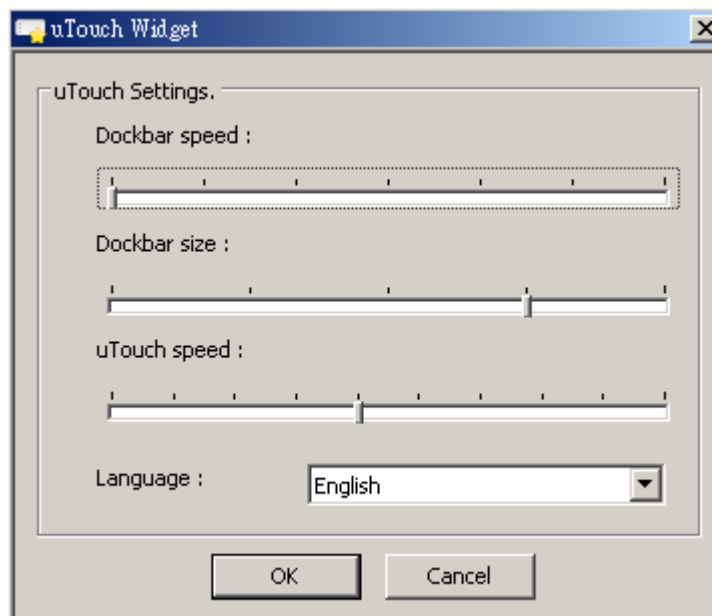 uTouch Widget
uTouch Settings.
Dockbar speed :
Dockbar size :
uTouch speed :
Language :
English
OK
Cancel